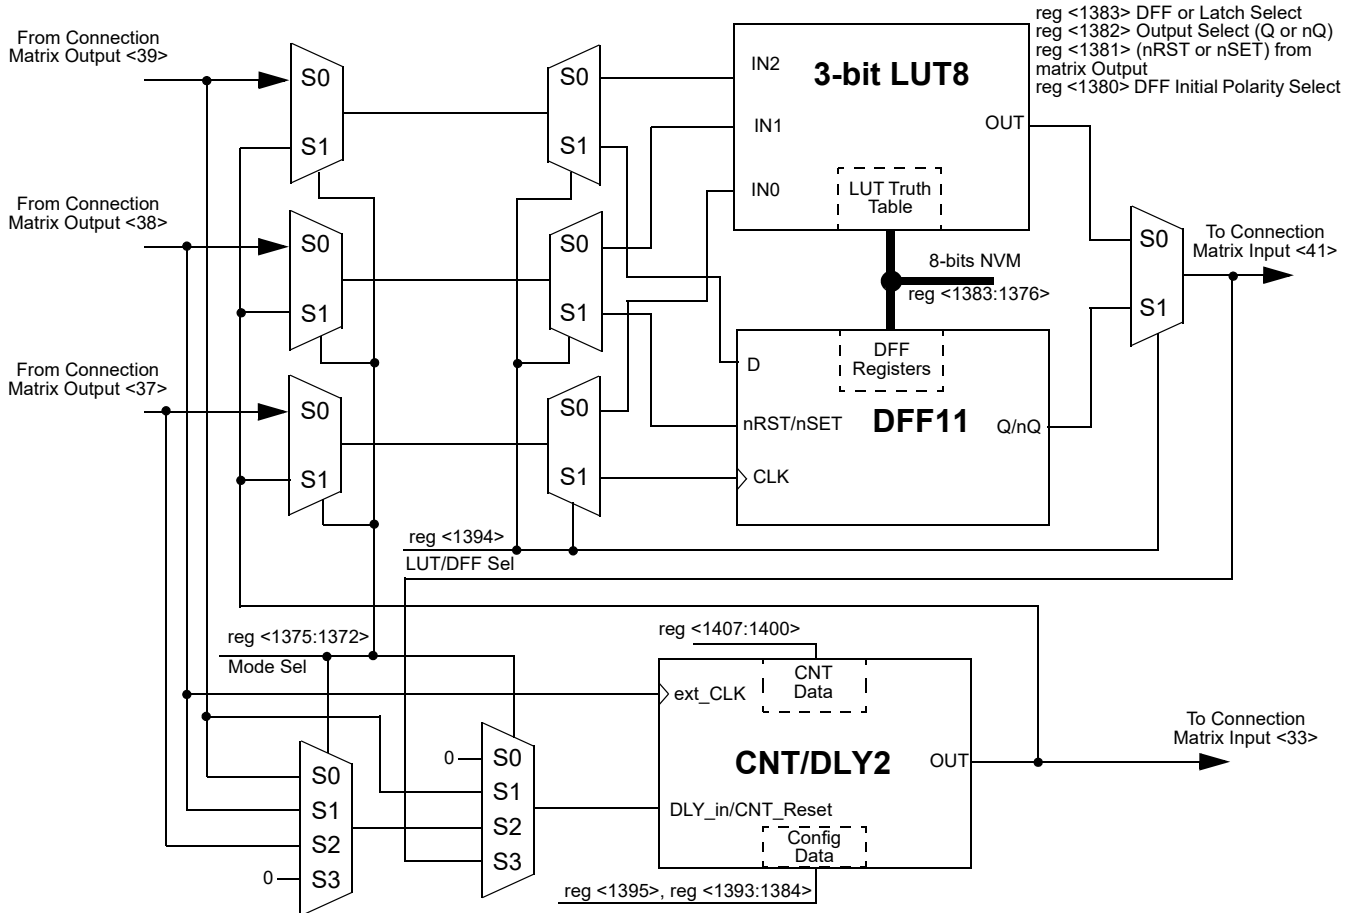 reg <1383> DFF or Latch Select
reg <1382> Output Select (Q or nQ)
reg <1381> (nRST or nSET) from
matrix Output
reg <1380> DFF Initial Polarity Select
From Connection
Matrix Output <39>
S0
S1
S0
S1
IN2
3-bit LUT8
IN1
OUT
IN0
LUT Truth
Table
From Connection
Matrix Output <38>
S0
S1
S0
S1
8-bits NVM
reg <1383:1376>
S0
S1
To Connection
Matrix Input <41>
From Connection
Matrix Output <37>
S0
S1
S0
S1
D
DFF
Registers
nRST/nSET
DFF11
Q/nQ
CLK
reg <1394>
LUT/DFF Sel
reg <1375:1372>
Mode Sel
reg <1407:1400>
ext_CLK
CNT
Data
CNT/DLY2
OUT
To Connection
Matrix Input <33>
DLY_in/CNT_Reset
Config
Data
0
S0
S1
S2
S3
S0
S1
S2
0
S3
reg <1395>, reg <1393:1384>